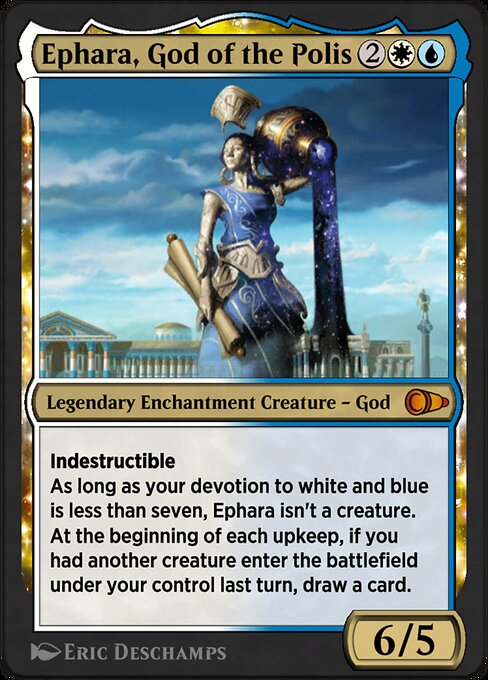 Ephara, God of the Polis 2
Legendary Enchantment Creature – God
Indestructible
As long as your devotion to white and blue
is less than seven, Ephara isn't a creature.
At the beginning of each upkeep, if you
had another creature enter the battlefield
under your control last turn, draw a card.
6/5
Eric Deschamps